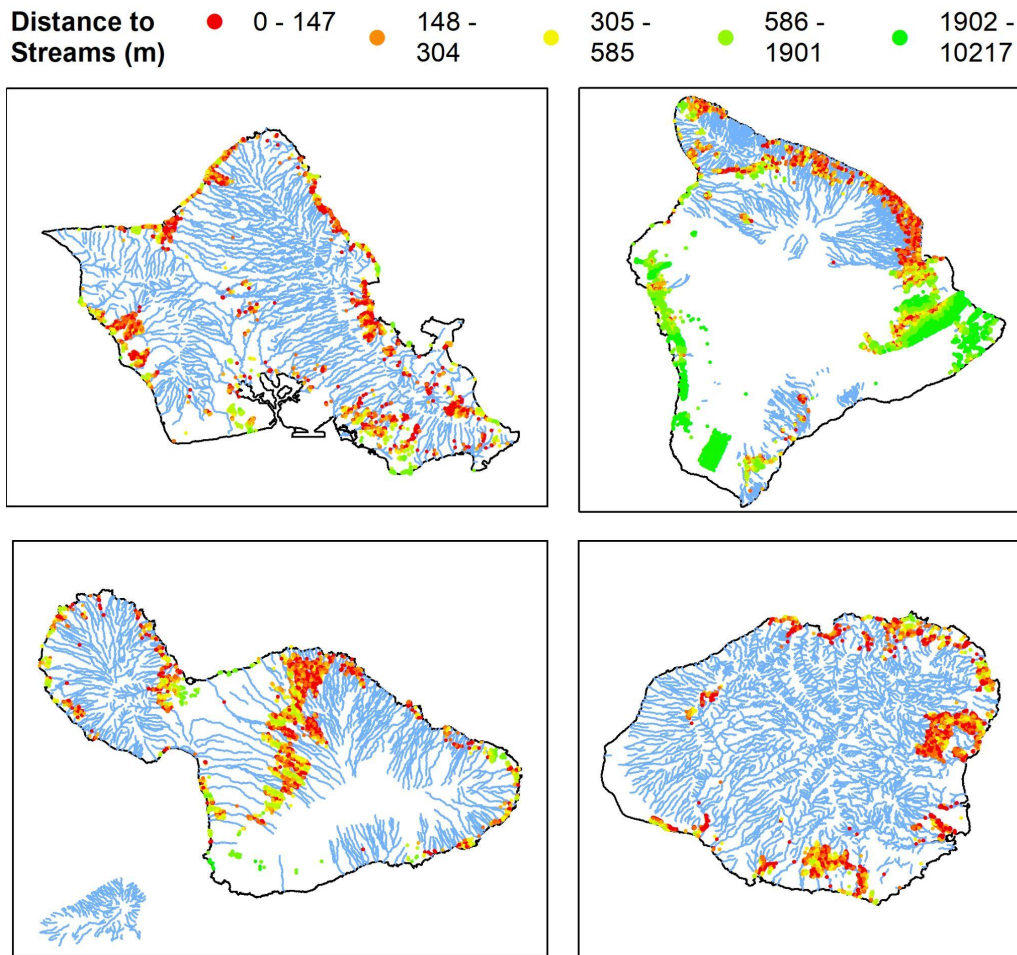 Distance to Streams (m)
0 - 147
148 - 304
305 - 585
586 - 1901
1902 - 10217